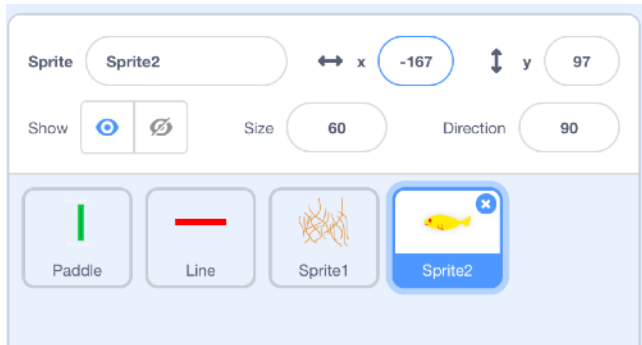 Sprite Sprite2 x -167 y 97
Show Size 60 Direction 90
Paddle Line Sprite1 Sprite2